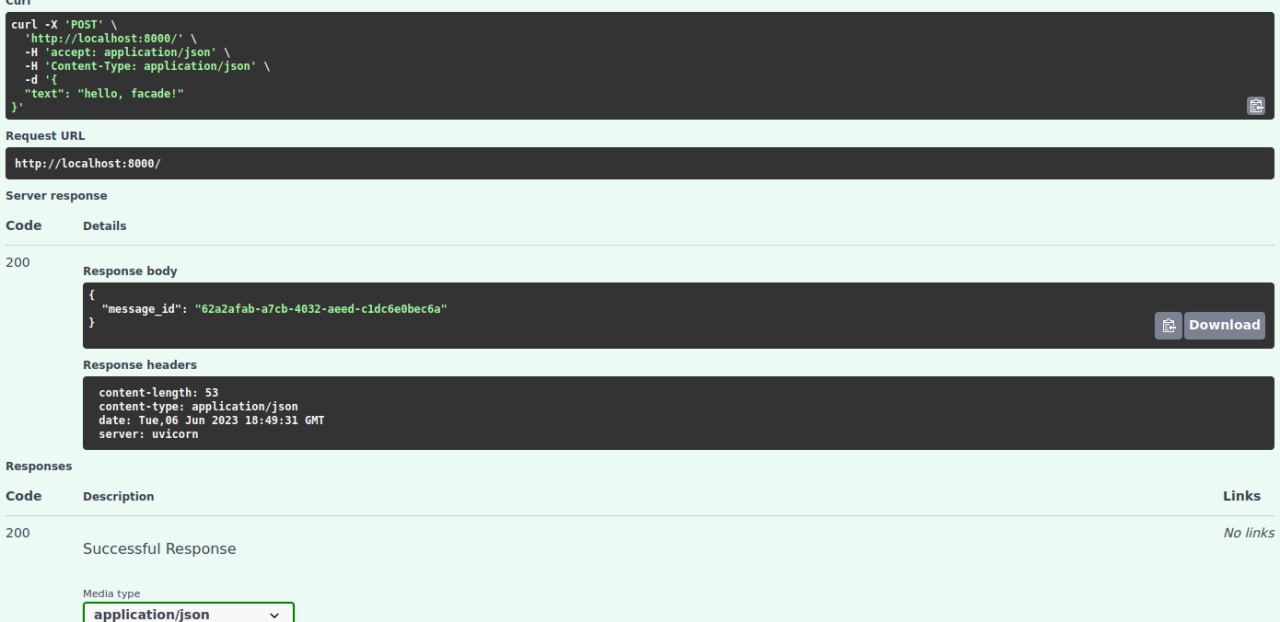 Curl
curl -X 'POST' \
  'http://localhost:8000/' \
  -H 'accept: application/json' \
  -H 'Content-Type: application/json' \
  -d '{
  "text": "hello, facade!"
}'
Request URL
http://localhost:8000/
Server response
Code Details
200
Response body
{
  "message_id": "62a2afab-a7cb-4032-aeed-c1dc6e0bec6a"
}
Download
Response headers
content-length: 53
content-type: application/json
date: Tue,06 Jun 2023 18:49:31 GMT
server: uvicorn
Responses
Code Description Links
200 No links
Successful Response
Media type
application/json